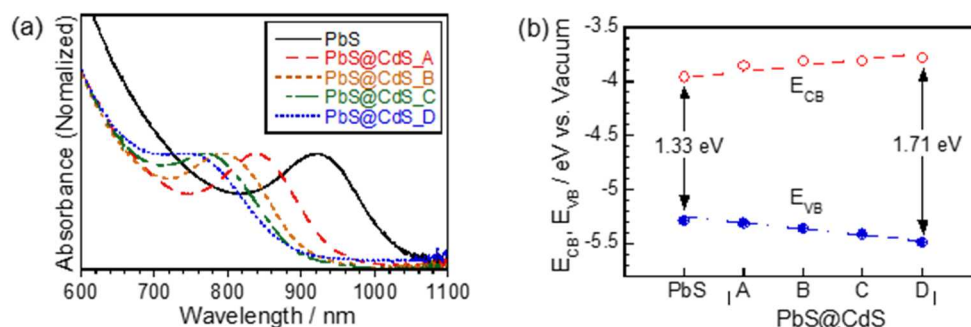 (a)
PbS
PbS@CdS_A
PbS@CdS_B
PbS@CdS_C
PbS@CdS_D
Absorbance (Normalized)
600 700 800 900 1000 1100
Wavelength / nm
(b)
-3.5
-4
-4.5
-5
-5.5
E_CB, E_VB / eV vs. Vacuum
E_CB
1.33 eV
1.71 eV
E_VB
PbS A B C D
PbS@CdS